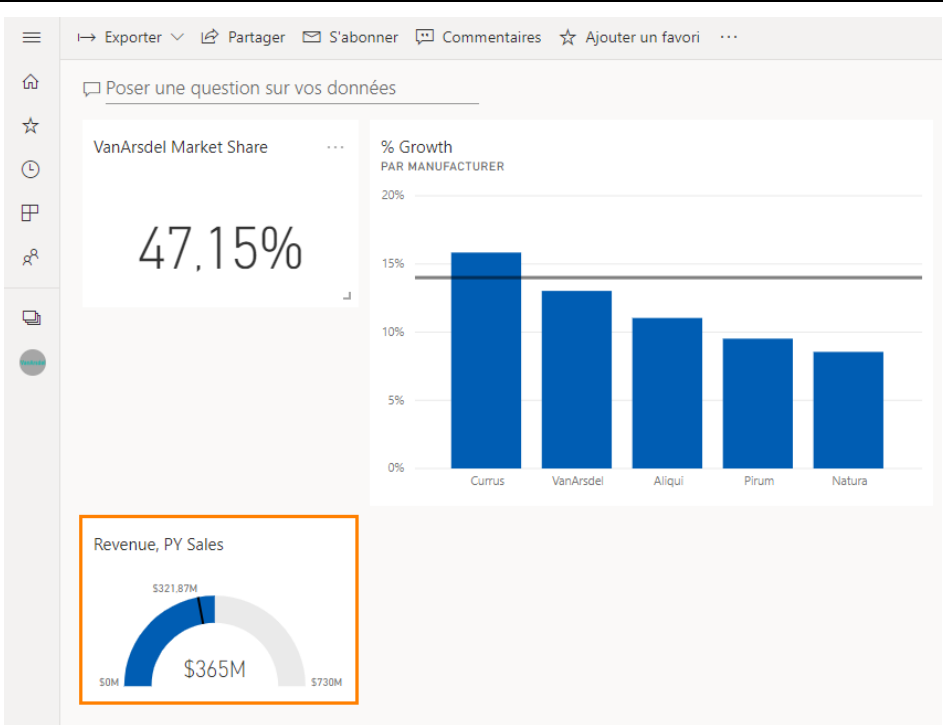 Exporter Partager S'abonner Commentaires Ajouter un favori ...
Poser une question sur vos données
VanArsdel Market Share ...
47,15%
% Growth
PAR MANUFACTURER
20%
15%
10%
5%
0%
Currus VanArsdel Aliqui Pirum Natura
Revenue, PY Sales
$321,87M
$365M
$0M $730M